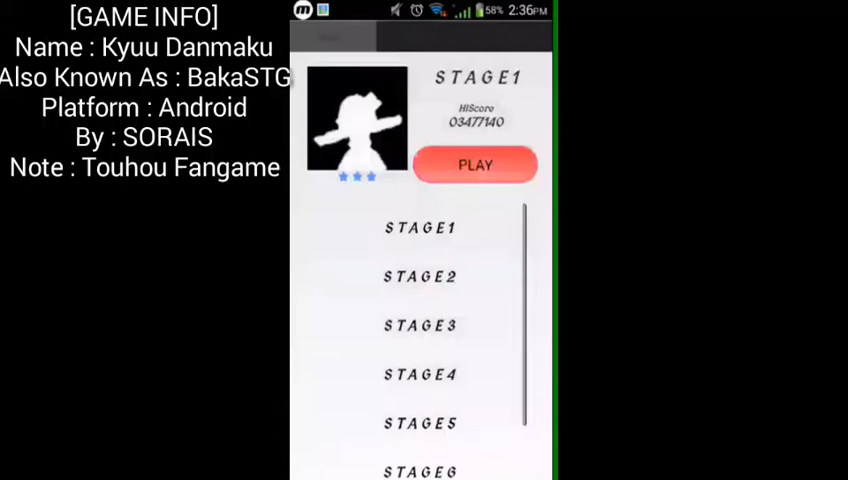 [GAME INFO]
Name : Kyuu Danmaku
Also Known As : BakaSTG
Platform : Android
By : SORAIS
Note : Touhou Fangame
58% 2:36PM
STAGE1
HiScore
03477140
PLAY
STAGE1
STAGE2
STAGE3
STAGE4
STAGE5
STAGE6